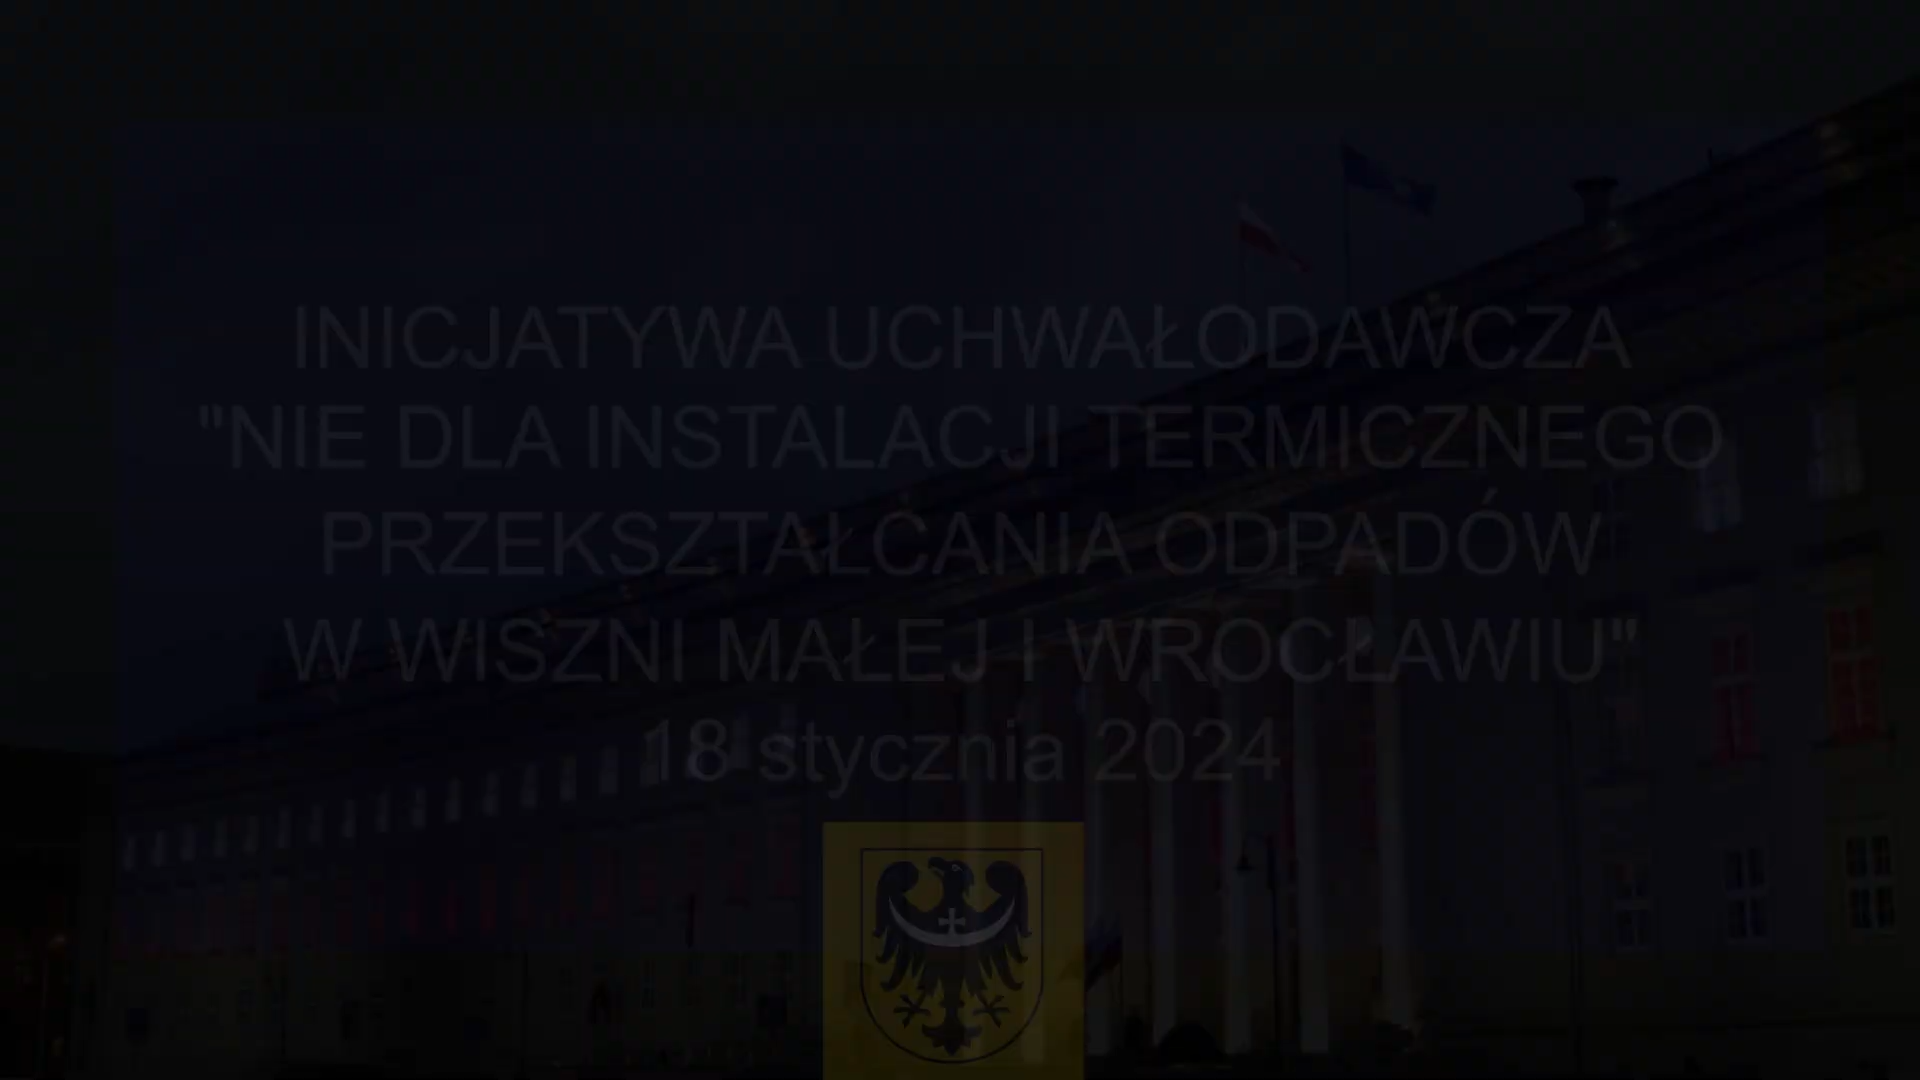 INICJATYWA UCHWAŁODAWCZA
"NIE DLA INSTALACJI TERMICZNEGO
PRZEKSZTAŁCANIA ODPADÓW
W WISZNI MAŁEJ I WROCŁAWIU"
18 stycznia 2024